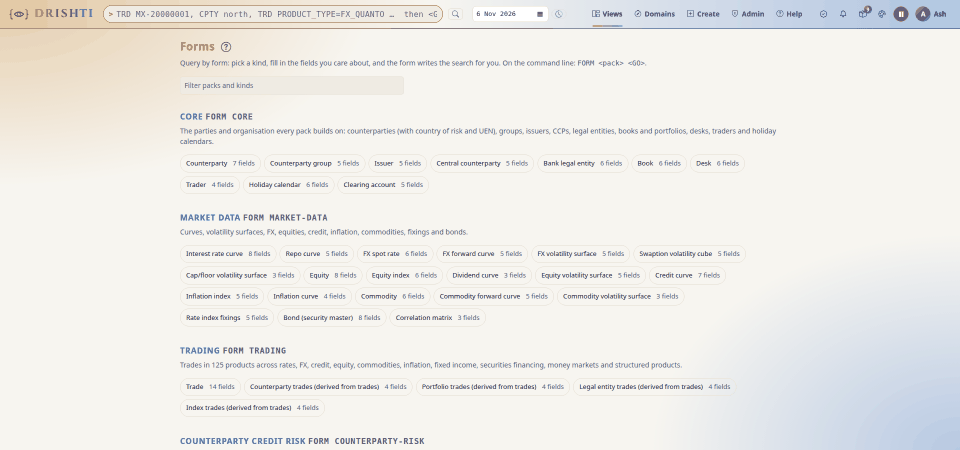 DRISHTI
> TRD MX-20000001, CPTY north, TRD PRODUCT_TYPE=FX_QUANTO … then <G
6 Nov 2026
Views
Domains
Create
Admin
Help
A Ash
Forms ?
Query by form: pick a kind, fill in the fields you care about, and the form writes the search for you. On the command line: FORM <pack> <GO>.
Filter packs and kinds
CORE FORM CORE
The parties and organisation every pack builds on: counterparties (with country of risk and UEN), groups, issuers, CCPs, legal entities, books and portfolios, desks, traders and holiday
calendars.
Counterparty 7 fields Counterparty group 5 fields Issuer 5 fields Central counterparty 5 fields Bank legal entity 6 fields Book 6 fields Desk 6 fields
Trader 4 fields Holiday calendar 6 fields Clearing account 5 fields
MARKET DATA FORM MARKET-DATA
Curves, volatility surfaces, FX, equities, credit, inflation, commodities, fixings and bonds.
Interest rate curve 8 fields Repo curve 5 fields FX spot rate 6 fields FX forward curve 5 fields FX volatility surface 5 fields Swaption volatility cube 5 fields
Cap/floor volatility surface 3 fields Equity 8 fields Equity index 6 fields Dividend curve 3 fields Equity volatility surface 5 fields Credit curve 7 fields
Inflation index 5 fields Inflation curve 4 fields Commodity 6 fields Commodity forward curve 5 fields Commodity volatility surface 3 fields
Rate index fixings 5 fields Bond (security master) 8 fields Correlation matrix 3 fields
TRADING FORM TRADING
Trades in 125 products across rates, FX, credit, equity, commodities, inflation, fixed income, securities financing, money markets and structured products.
Trade 14 fields Counterparty trades (derived from trades) 4 fields Portfolio trades (derived from trades) 4 fields Legal entity trades (derived from trades) 4 fields
Index trades (derived from trades) 4 fields
COUNTERPARTY CREDIT RISK FORM COUNTERPARTY-RISK